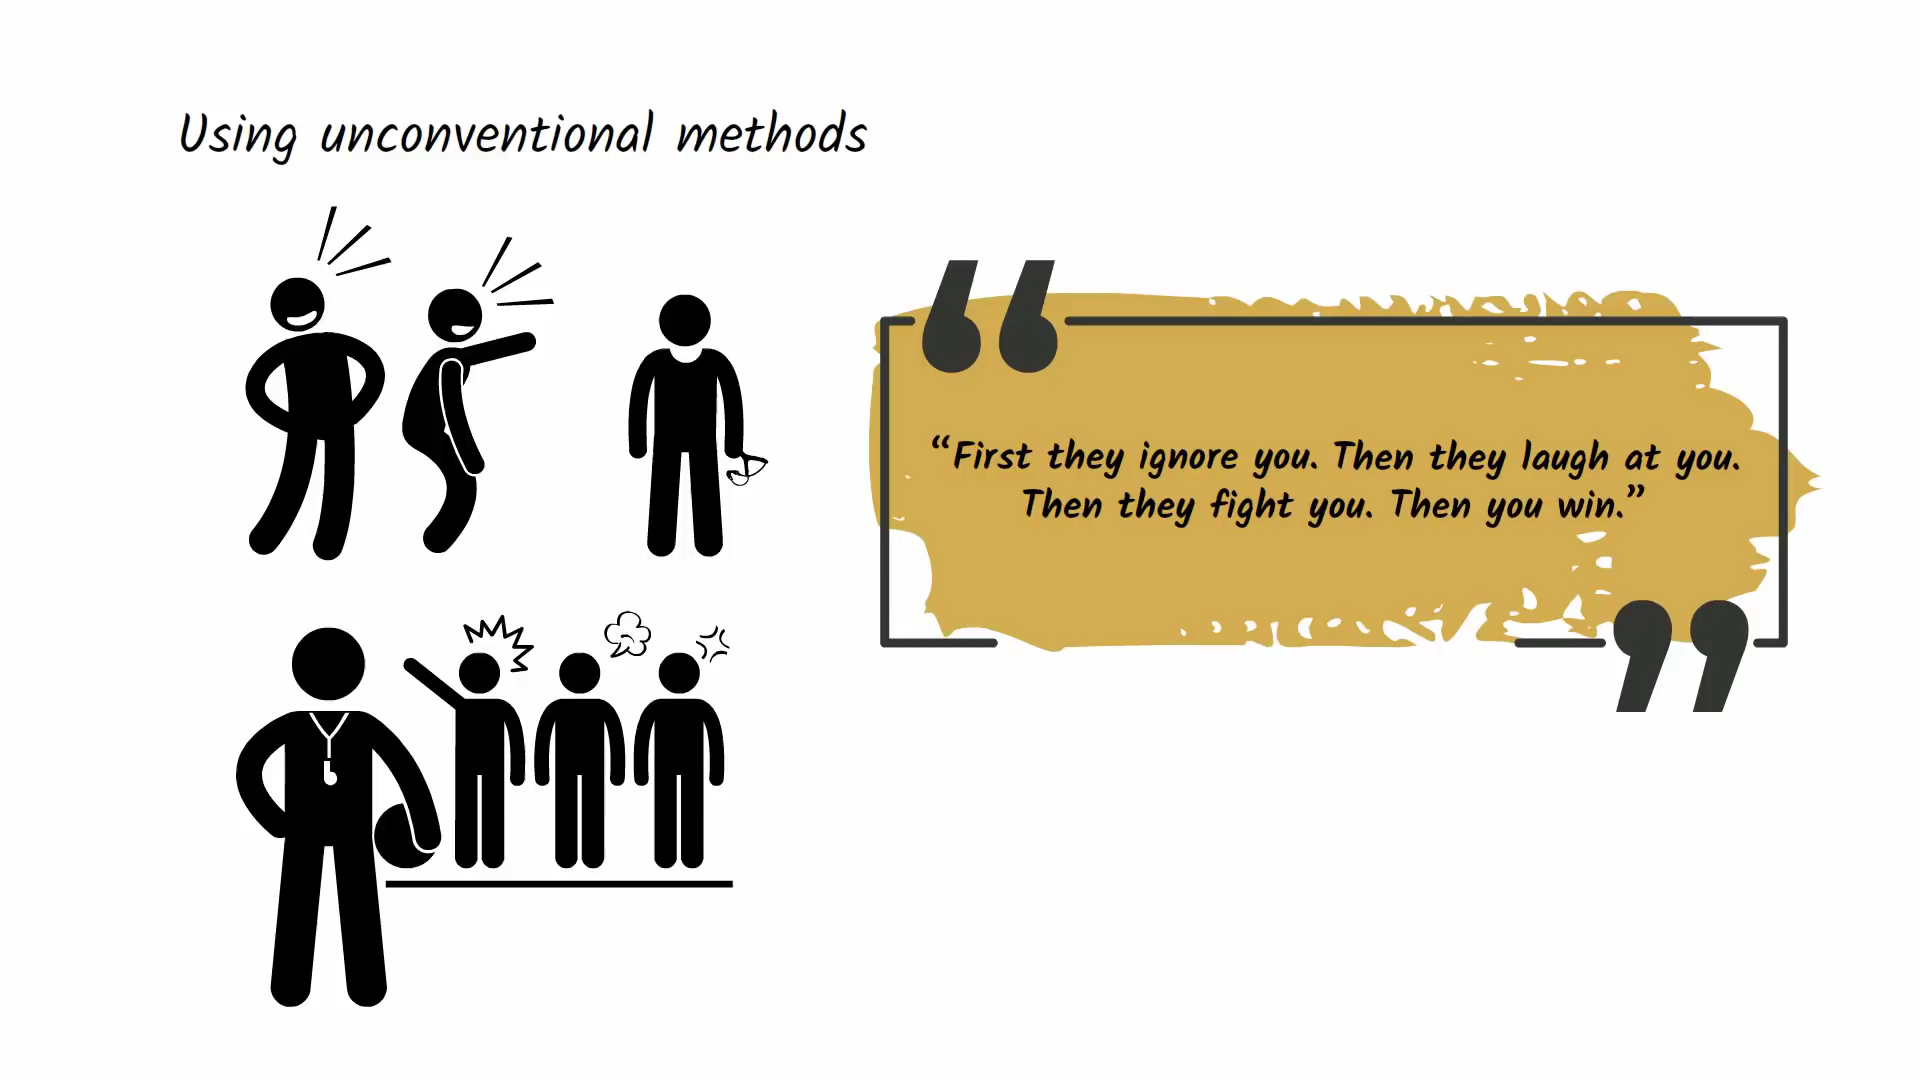 Using unconventional methods
“First they ignore you. Then they laugh at you.
Then they fight you. Then you win.”